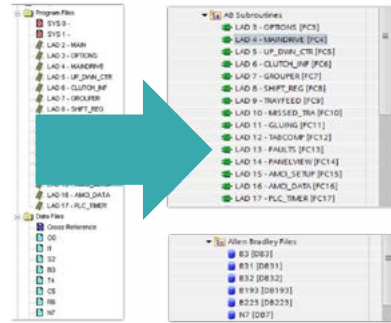 Program Files
SYS 0 -
SYS 1 -
LAD 2 - MAIN
LAD 3 - OPTIONS
LAD 4 - MAINDRIVE
LAD 5 - UP_DWN_CTR
LAD 6 - CLUTCH_INF
LAD 7 - GROUPER
LAD 8 - SHIFT_REG
LAD 16 - AMCI_DATA
LAD 17 - PLC_TIMER
Data Files
Cross Reference
O0
I1
S2
B3
T4
C5
R6
N7
AB Subroutines
LAD 3 - OPTIONS [FC3]
LAD 4 - MAINDRIVE [FC4]
LAD 5 - UP_DWN_CTR [FC5]
LAD 6 - CLUTCH_INF [FC6]
LAD 7 - GROUPER [FC7]
LAD 8 - SHIFT_REG [FC8]
LAD 9 - TRAYFEED [FC9]
LAD 10 - MISSED_TRA [FC10]
LAD 11 - GLUING [FC11]
LAD 12 - TABCOMP [FC12]
LAD 13 - FAULTS [FC13]
LAD 14 - PANELVIEW [FC14]
LAD 15 - AMCI_SETUP [FC15]
LAD 16 - AMCI_DATA [FC16]
LAD 17 - PLC_TIMER [FC17]
Allen Bradley Files
B3 [DB3]
B31 [DB31]
B32 [DB32]
B193 [DB193]
B223 [DB223]
N7 [DB7]